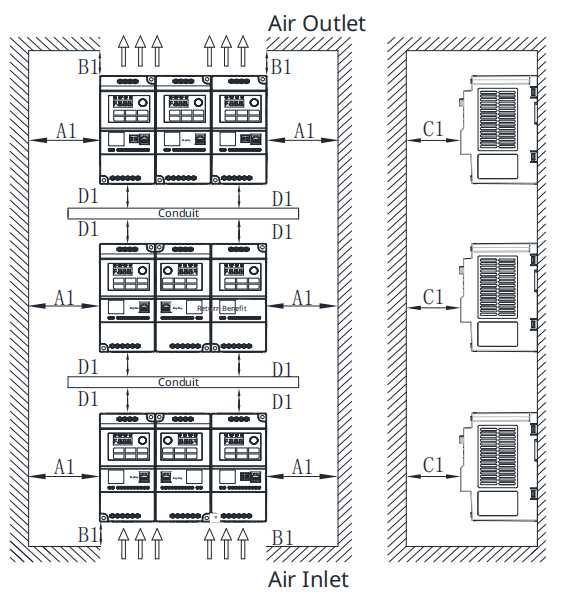 Air Outlet
B1 B1
A1 A1 C1
D1 D1
Conduit
D1 D1
A1 Return Benefit A1 C1
D1 D1
Conduit
D1 D1
A1 A1 C1
B1 B1
Air Inlet